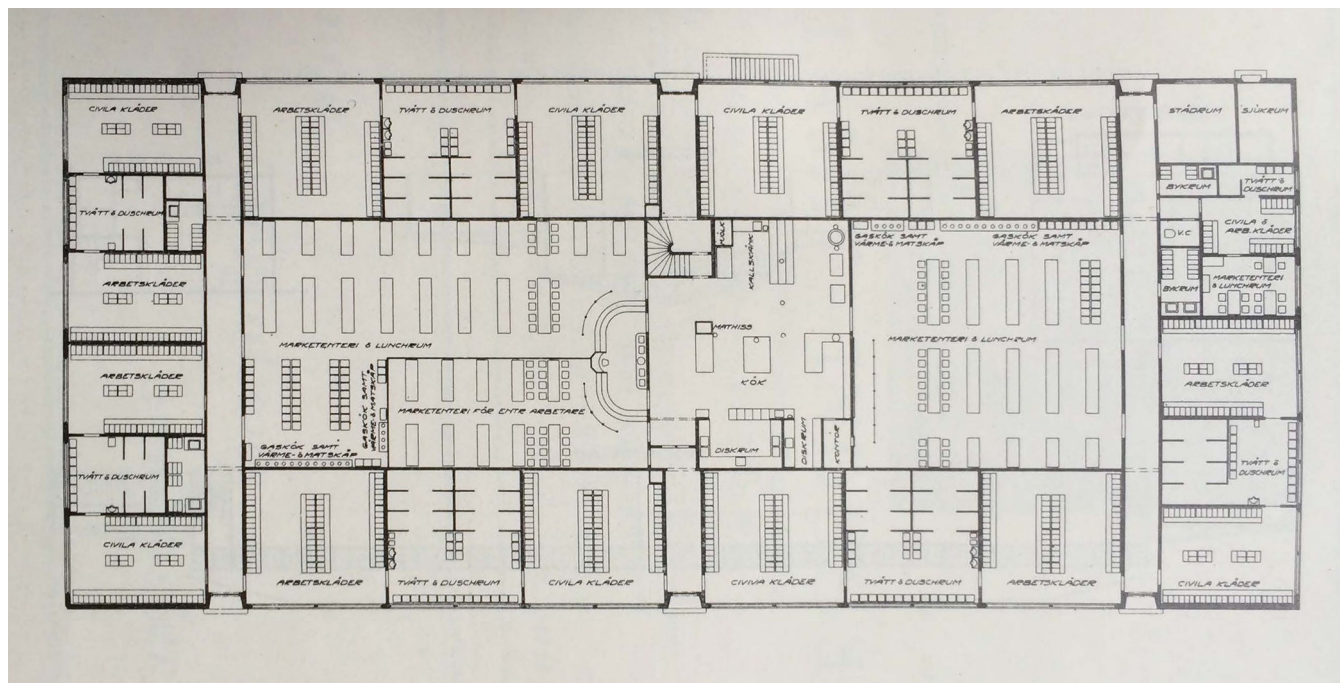 CIVILA KLÄDER
ARBETSKLÄDER
TVÄTT & DUSCHRUM
CIVILA KLÄDER
CIVILA KLÄDER
TVÄTT & DUSCHRUM
ARBETSKÄDER
STÄDRUM
SJUKRUM
BYKRUM
TVÄTT &
DUSCHRUM
TVÄTT & DUSCHRUM
CIVILA &
ARB. KLÄDER
V.C
MJÖLK
KALLSKÄNK
GASKÖK SAMT
VÄRME- & MATSKÅP
GASKÖK SAMT
VÄRME- & MATSKÅP
ARBETSKLÄDER
BYKRUM
MARKETENTERI
& LUNCHRUM
MATHISS
MARKETENTERI & LUNCHRUM
MARKETENTERI & LUNCHRUM
KÖK
ARBETSKLÄDER
ARBETSKLÄDER
GASKÖK SAMT
VÄRME & MATSKÅP
MARKETENTERI FÖR ENTR ARBETARE
GASKÖK SAMT
VÄRME- & MATSKÅP
DISKRUM
DISKRUM
KONTOR
TVÄTT & DUSCHRUM
TVÄTT &
DUSCHRUM
CIVILA KLÄDER
ARBETSKLÄDER
TVÄTT & DUSCHRUM
CIVILA KLÄDER
CIVIVA KLÄDER
TVÄTT & DUSCHRUM
ARBETSKLÄDER
CIVILA KLÄDER